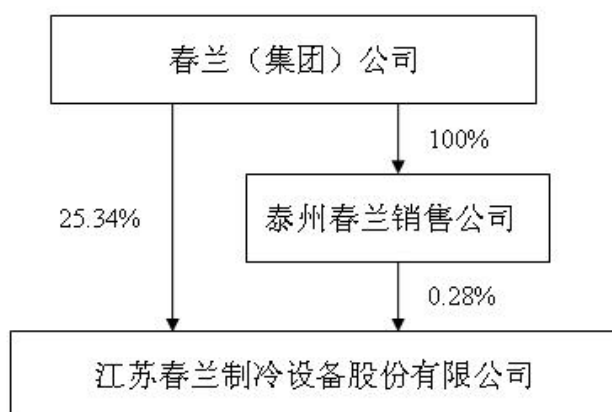 春兰（集团）公司
100%
25.34%
泰州春兰销售公司
0.28%
江苏春兰制冷设备股份有限公司